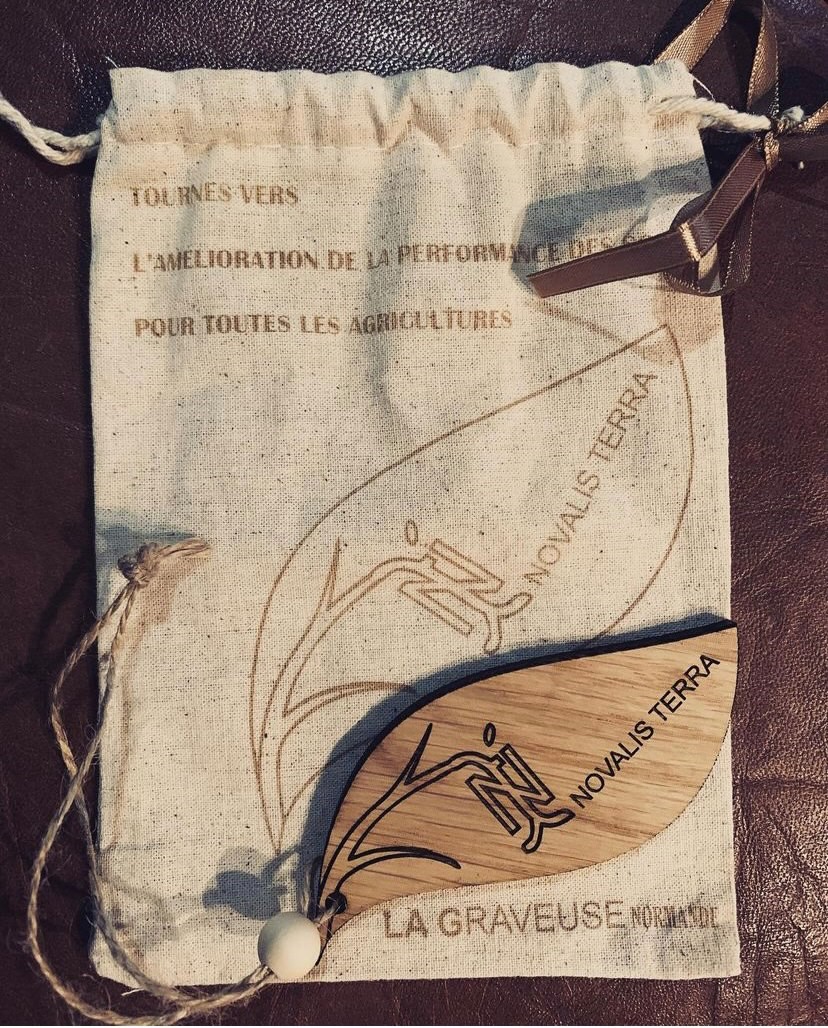 TOURNES VERS
L'AMELIORATION DE LA PERFORMANCE DES
POUR TOUTES LES AGRICULTURES
NOVALIS TERRA
NOVALIS TERRA
LA GRAVEUSE NORMANDE